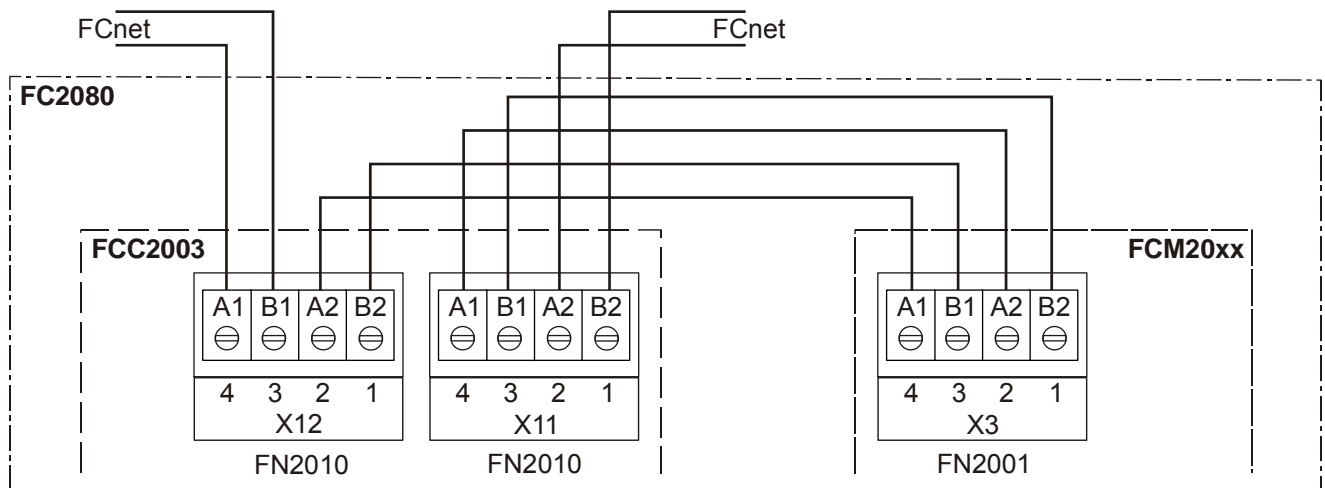 FCnet FCnet
FC2080
FCC2003 FCM20xx
A1 B1 A2 B2 A1 B1 A2 B2 A1 B1 A2 B2
4 3 2 1 4 3 2 1 4 3 2 1
X12 X11 X3
FN2010 FN2010 FN2001